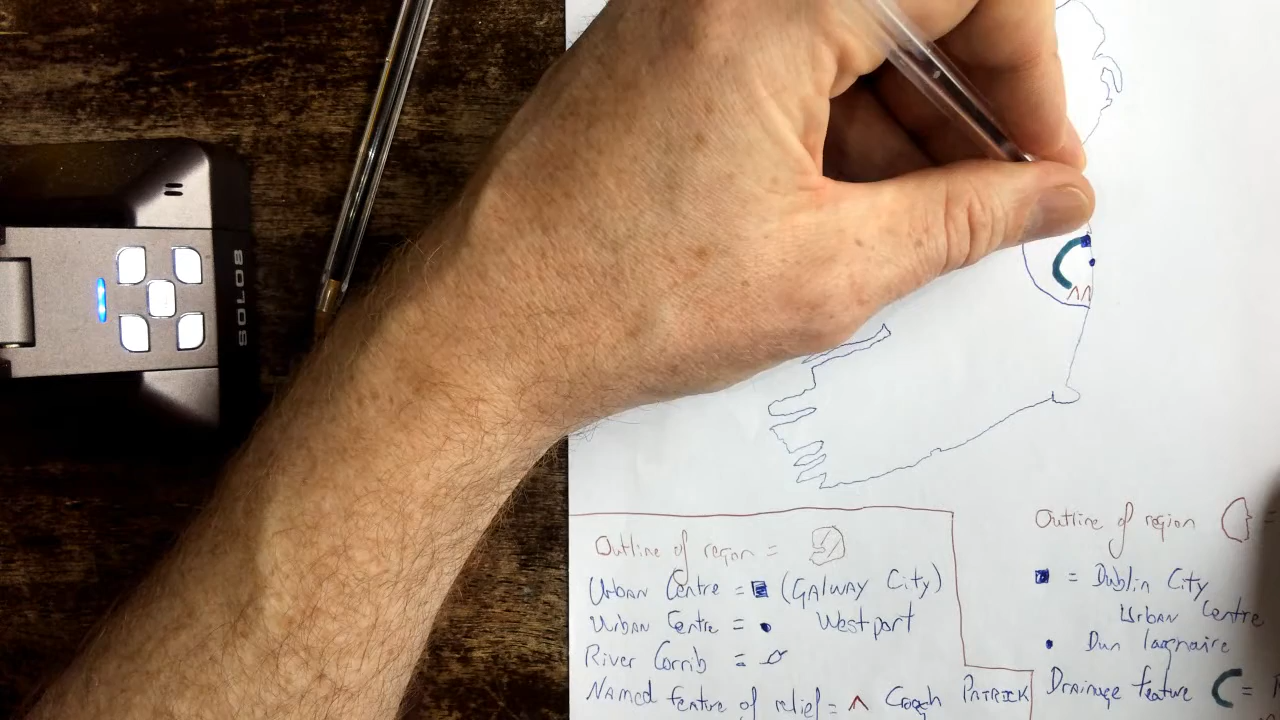 SOLO8
Outline of region =
Urban Centre = (GALWAY City)
Urban Centre = Westport
River Corrib =
NAMED feature of relief = Croagh PATRICK
Outline of region =
= Dublin City
Urban Centre
Dun laoghaire
Drainage feature =